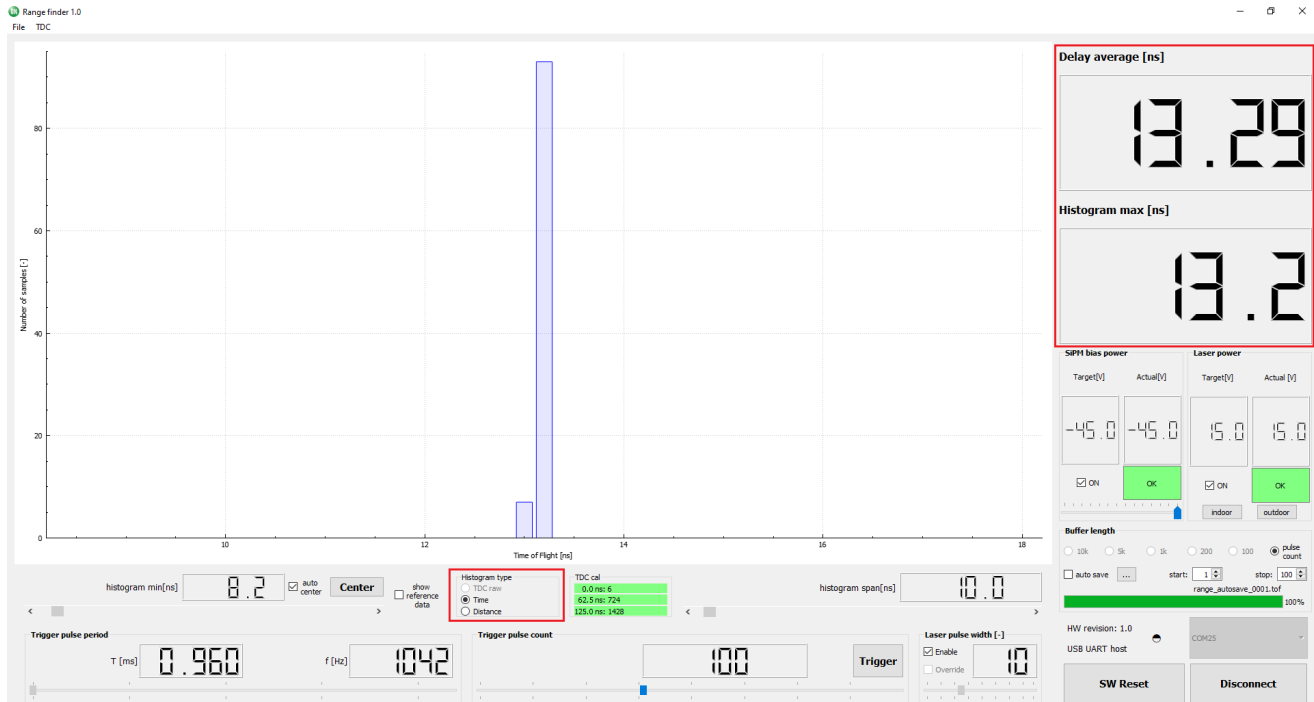 Range finder 1.0
File TDC
Delay average [ns]
13.29
Histogram max [ns]
13.2
80
60
40
20
0
Number of samples [-]
10 12 14 16 18
Time of Flight [ns]
SiPM bias power
Target[V] Actual[V]
-45.0 -45.0
ON OK
Laser power
Target[V] Actual [V]
15.0 15.0
ON OK
indoor outdoor
Buffer length
10k 5k 1k 200 100 pulse count
auto save ... start: 1 stop: 100
range_autosave_0001.tof
100%
histogram min[ns] 8.2 auto center Center show reference data
< >
Histogram type
TDC raw
Time
Distance
TDC cal
0.0 ns: 6
62.5 ns: 724
125.0 ns: 1428
histogram span[ns] 10.0
< >
Trigger pulse period
T [ms] 0.960 f [Hz] 1042
Trigger pulse count
100 Trigger
Laser pulse width [-]
Enable
Override
10
HW revision: 1.0
USB UART host
COM25
SW Reset Disconnect